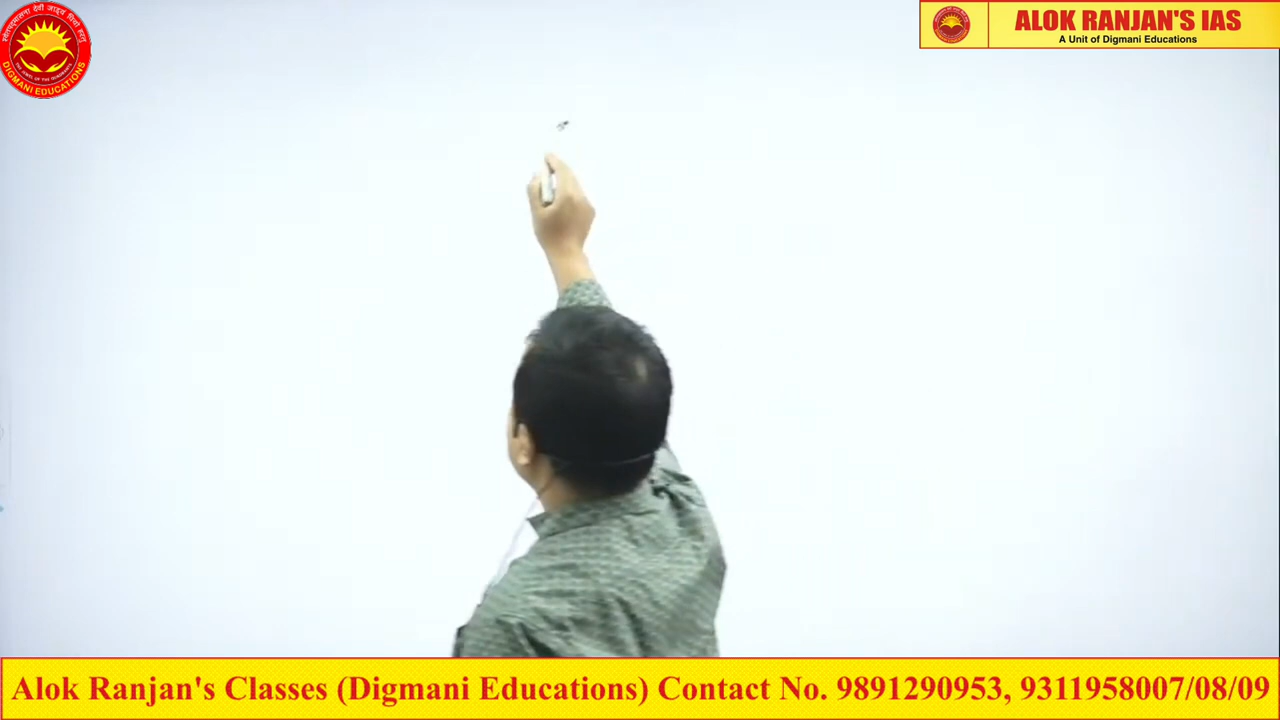 ALOK RANJAN'S IAS
A Unit of Digmani Educations
DIGMANI EDUCATIONS
Alok Ranjan's Classes (Digmani Educations) Contact No. 9891290953, 9311958007/08/09